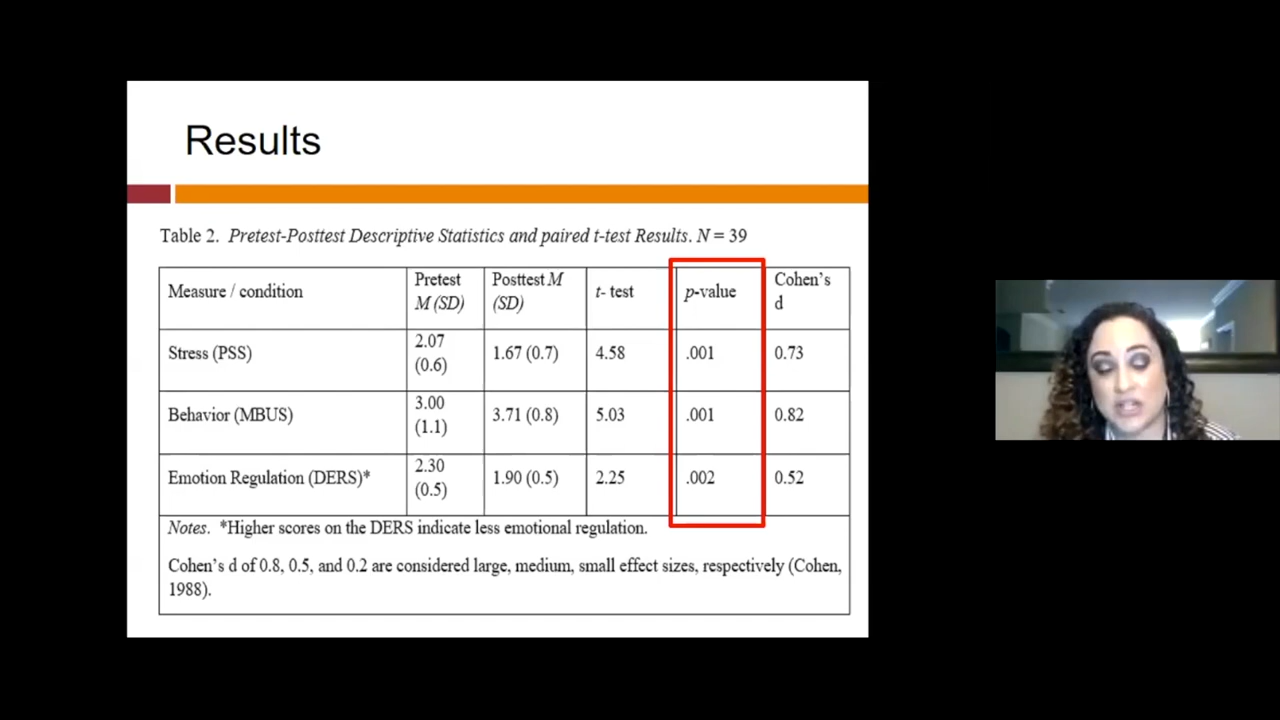 Results
Table 2. Pretest-Posttest Descriptive Statistics and paired t-test Results. N = 39
Measure / condition
Pretest
M (SD)
Posttest M
(SD)
t- test
p-value
Cohen's
d
Stress (PSS)
2.07
(0.6)
1.67 (0.7)
4.58
.001
0.73
Behavior (MBUS)
3.00
(1.1)
3.71 (0.8)
5.03
.001
0.82
Emotion Regulation (DERS)*
2.30
(0.5)
1.90 (0.5)
2.25
.002
0.52
Notes. *Higher scores on the DERS indicate less emotional regulation.
Cohen's d of 0.8, 0.5, and 0.2 are considered large, medium, small effect sizes, respectively (Cohen,
1988).